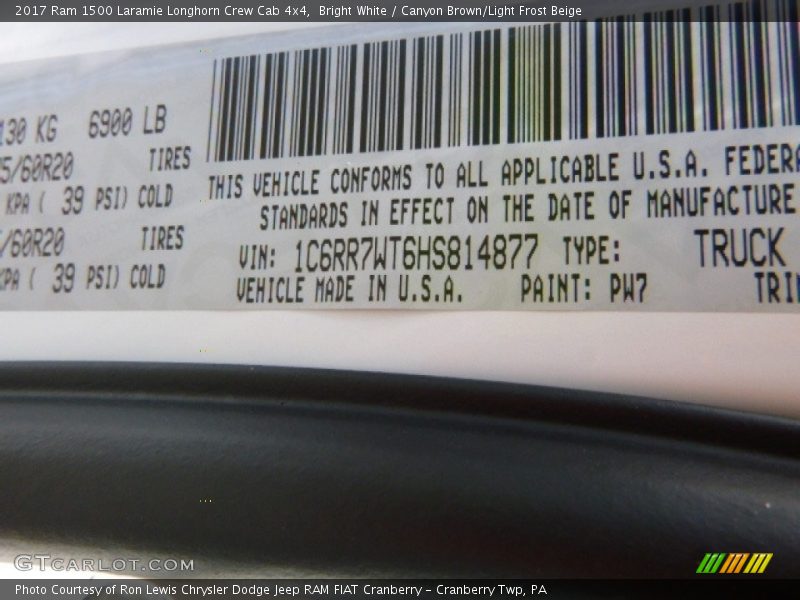 2017 Ram 1500 Laramie Longhorn Crew Cab 4x4, Bright White / Canyon Brown/Light Frost Beige
130 KG 6900 LB
5/60R20 TIRES
KPA ( 39 PSI) COLD
/60R20 TIRES
KPA ( 39 PSI) COLD
THIS VEHICLE CONFORMS TO ALL APPLICABLE U.S.A. FEDERA
STANDARDS IN EFFECT ON THE DATE OF MANUFACTURE
VIN: 1C6RR7WT6HS814877 TYPE: TRUCK
VEHICLE MADE IN U.S.A. PAINT: PW7 TRI
GTCARLOT.COM
Photo Courtesy of Ron Lewis Chrysler Dodge Jeep RAM FIAT Cranberry - Cranberry Twp, PA